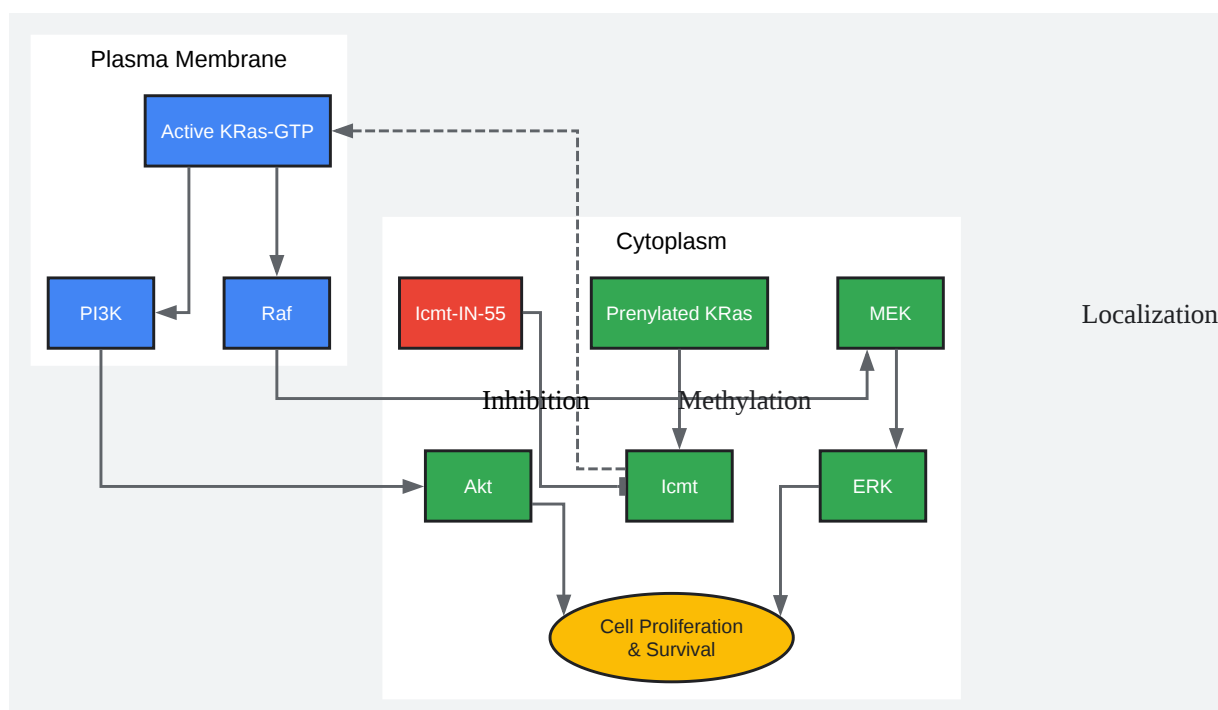 Plasma Membrane
Active KRas-GTP
Cytoplasm
PI3K
Raf
Icmt-IN-55
Prenylated KRas
MEK
Localization
Inhibition
Methylation
Akt
Icmt
ERK
Cell Proliferation
& Survival